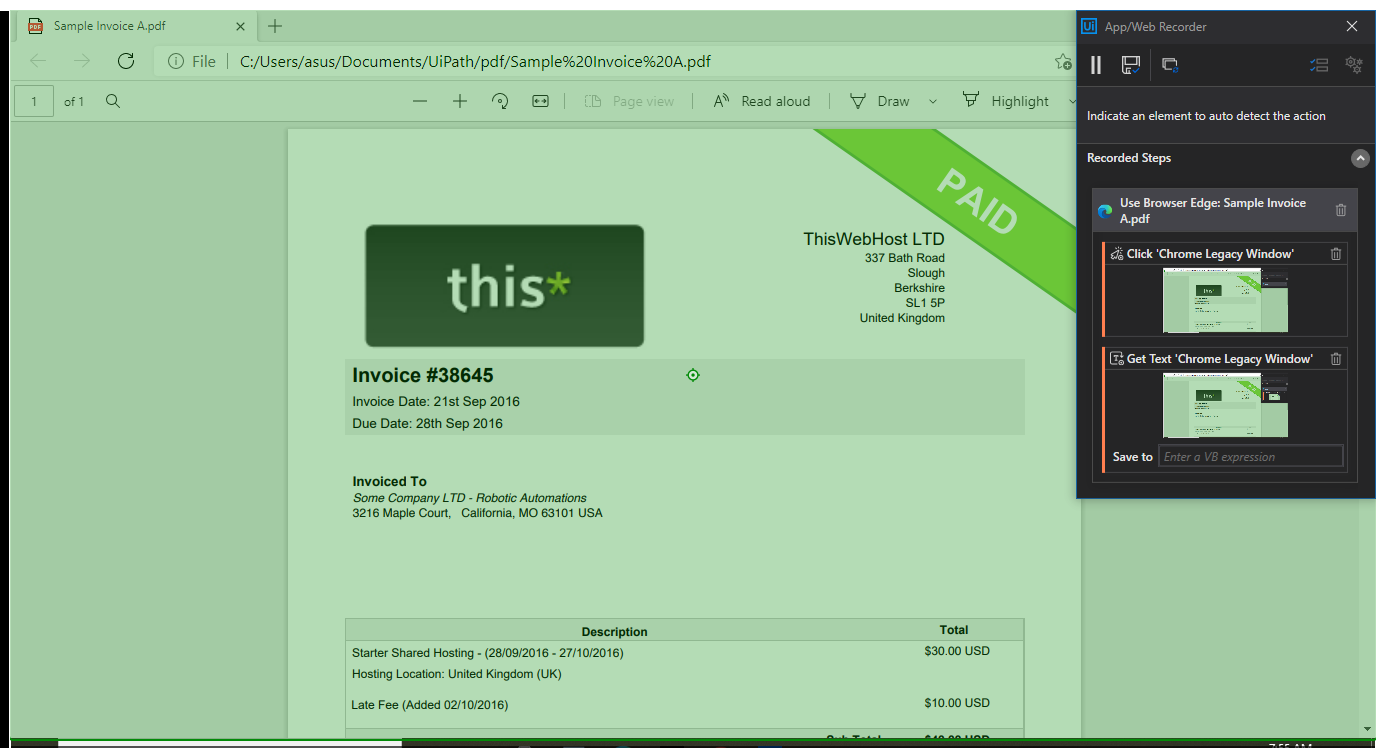 Sample Invoice A.pdf
File | C:/Users/asus/Documents/UiPath/pdf/Sample%20Invoice%20A.pdf
1 of 1
Page view
Read aloud
Draw
Highlight
PAID
this*
ThisWebHost LTD
337 Bath Road
Slough
Berkshire
SL1 5P
United Kingdom
Invoice #38645
Invoice Date: 21st Sep 2016
Due Date: 28th Sep 2016
Invoiced To
Some Company LTD - Robotic Automations
3216 Maple Court, California, MO 63101 USA
Description Total
Starter Shared Hosting - (28/09/2016 - 27/10/2016) $30.00 USD
Hosting Location: United Kingdom (UK)
Late Fee (Added 02/10/2016) $10.00 USD
Ui App/Web Recorder
Indicate an element to auto detect the action
Recorded Steps
Use Browser Edge: Sample Invoice
A.pdf
Click 'Chrome Legacy Window'
Get Text 'Chrome Legacy Window'
Save to Enter a VB expression